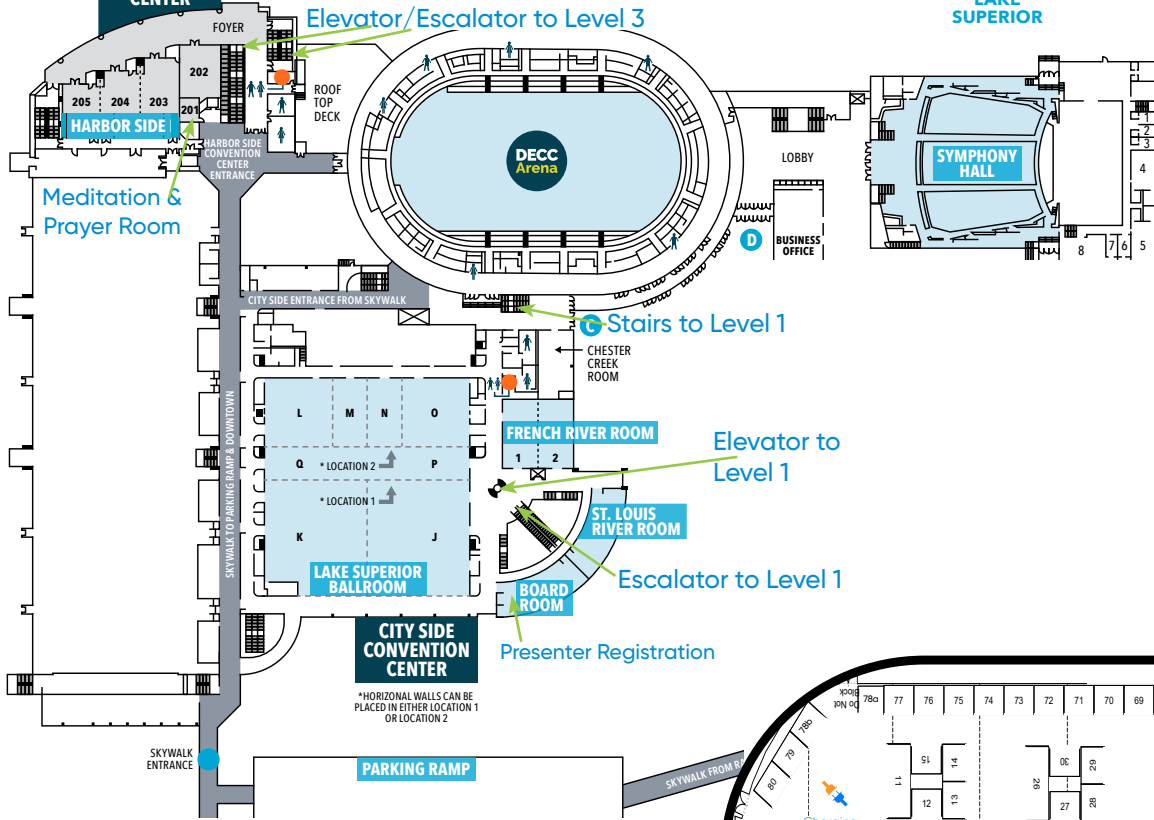 CENTER
LAKE
SUPERIOR
Elevator/Escalator to Level 3
FOYER
202
205
204
203
201
HARBOR SIDE
ROOF
TOP
DECK
HARBOR SIDE
CONVENTION
CENTER
ENTRANCE
Meditation &
Prayer Room
DECC
Arena
LOBBY
SYMPHONY
HALL
1
2
3
4
5
6
7
8
D
BUSINESS
OFFICE
CITY SIDE ENTRANCE FROM SKYWALK
C
Stairs to Level 1
CHESTER
CREEK
ROOM
SKYWALK TO PARKING RAMP & DOWNTOWN
L
M
N
O
FRENCH RIVER ROOM
1
2
Q
* LOCATION 2
P
* LOCATION 1
K
J
Elevator to
Level 1
ST. LOUIS
RIVER ROOM
LAKE SUPERIOR
BALLROOM
Escalator to Level 1
BOARD
ROOM
CITY SIDE
CONVENTION
CENTER
Presenter Registration
*HORIZONAL WALLS CAN BE
PLACED IN EITHER LOCATION 1
OR LOCATION 2
SKYWALK
ENTRANCE
PARKING RAMP
SKYWALK FROM RA
Do Not
Block
78a
77
76
75
74
73
72
71
70
69
78b
79
80
11
15
14
12
13
26
30
29
27
28